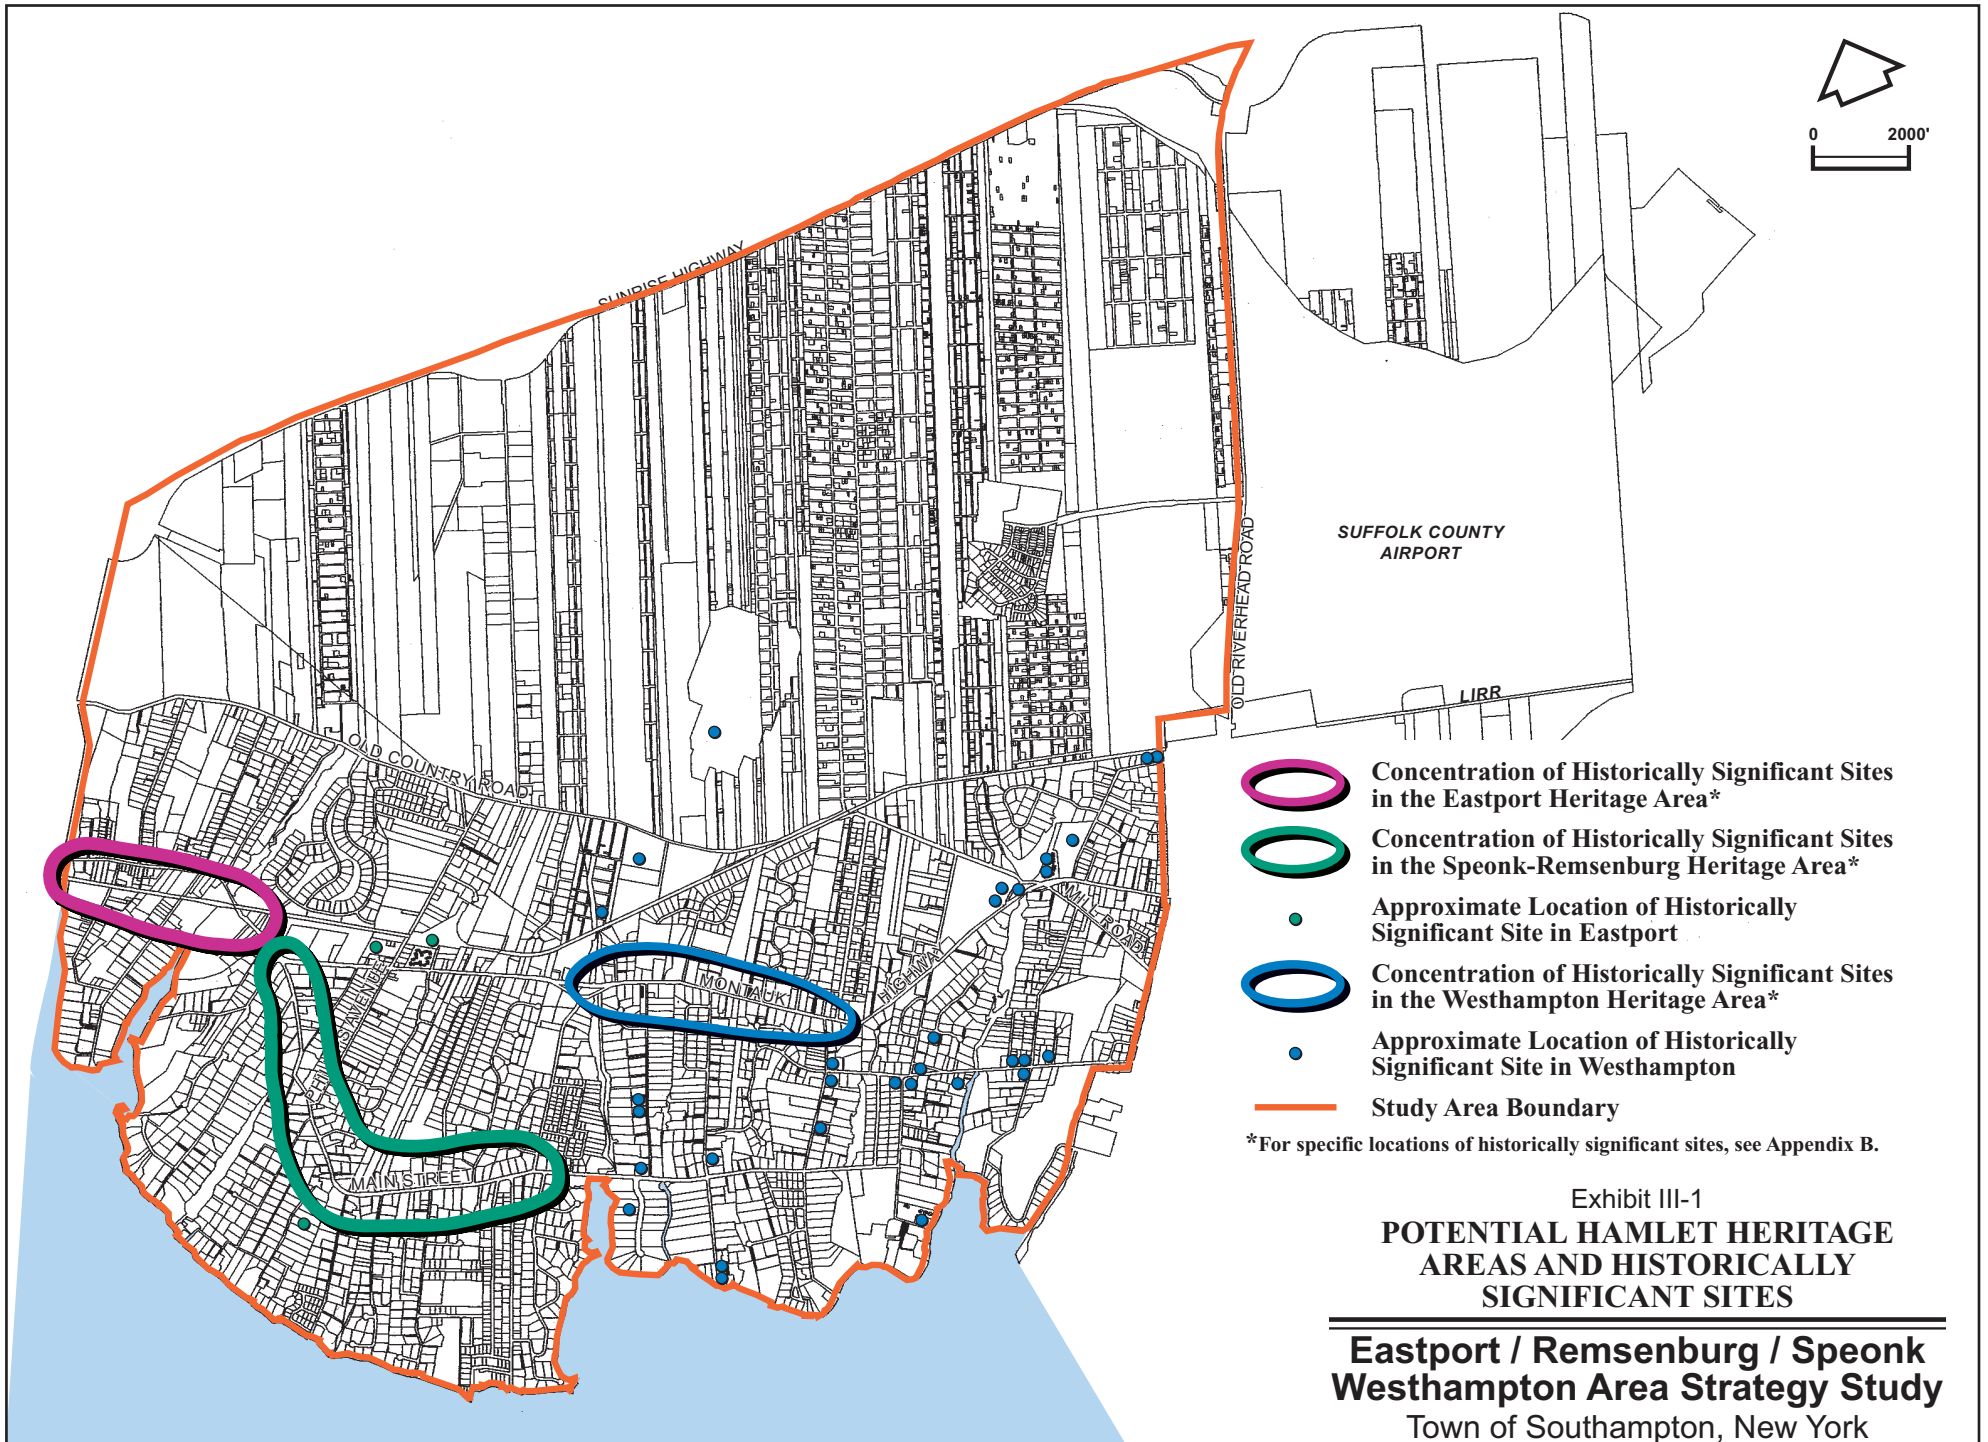 0 2000'
SUNRISE HIGHWAY
SUFFOLK COUNTY
AIRPORT
OLD RIVERHEAD ROAD
LIRR
OLD COUNTRY ROAD
MILL ROAD
MONTAUK HIGHWAY
MAIN STREET
Concentration of Historically Significant Sites
in the Eastport Heritage Area*
Concentration of Historically Significant Sites
in the Speonk-Remsenburg Heritage Area*
Approximate Location of Historically
Significant Site in Eastport
Concentration of Historically Significant Sites
in the Westhampton Heritage Area*
Approximate Location of Historically
Significant Site in Westhampton
Study Area Boundary
*For specific locations of historically significant sites, see Appendix B.
Exhibit III-1
POTENTIAL HAMLET HERITAGE
AREAS AND HISTORICALLY
SIGNIFICANT SITES
Eastport / Remsenburg / Speonk
Westhampton Area Strategy Study
Town of Southampton, New York